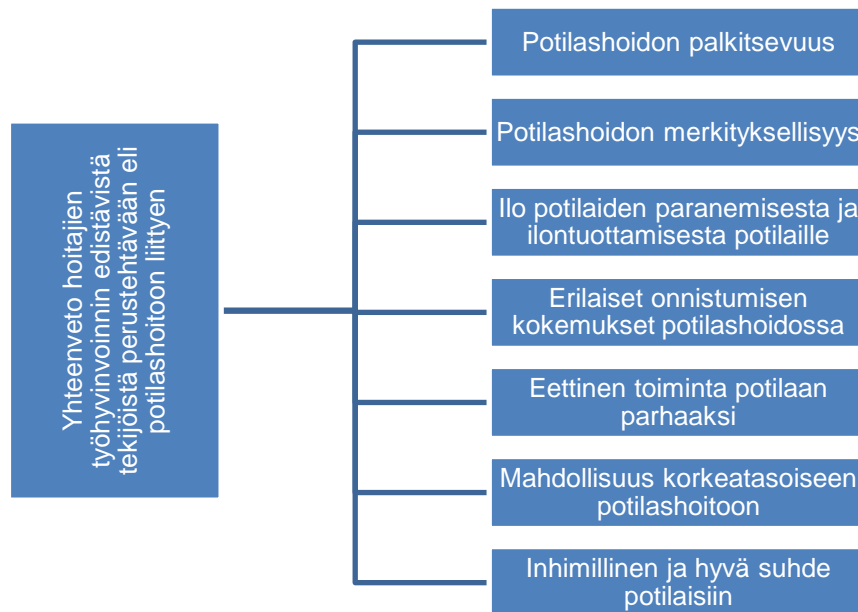 Yhteenveto hoitajien
työhyvinvoinnin edistävistä
tekijöistä perustehtävään eli
potilashoitoon liittyen
Potilashoidon palkitsevuus
Potilashoidon merkityksellisyys
Ilo potilaiden paranemisesta ja
ilontuottamisesta potilaille
Erilaiset onnistumisen
kokemukset potilashoidossa
Eettinen toiminta potilaan
parhaaksi
Mahdollisuus korkeatasoiseen
potilashoitoon
Inhimillinen ja hyvä suhde
potilaisiin